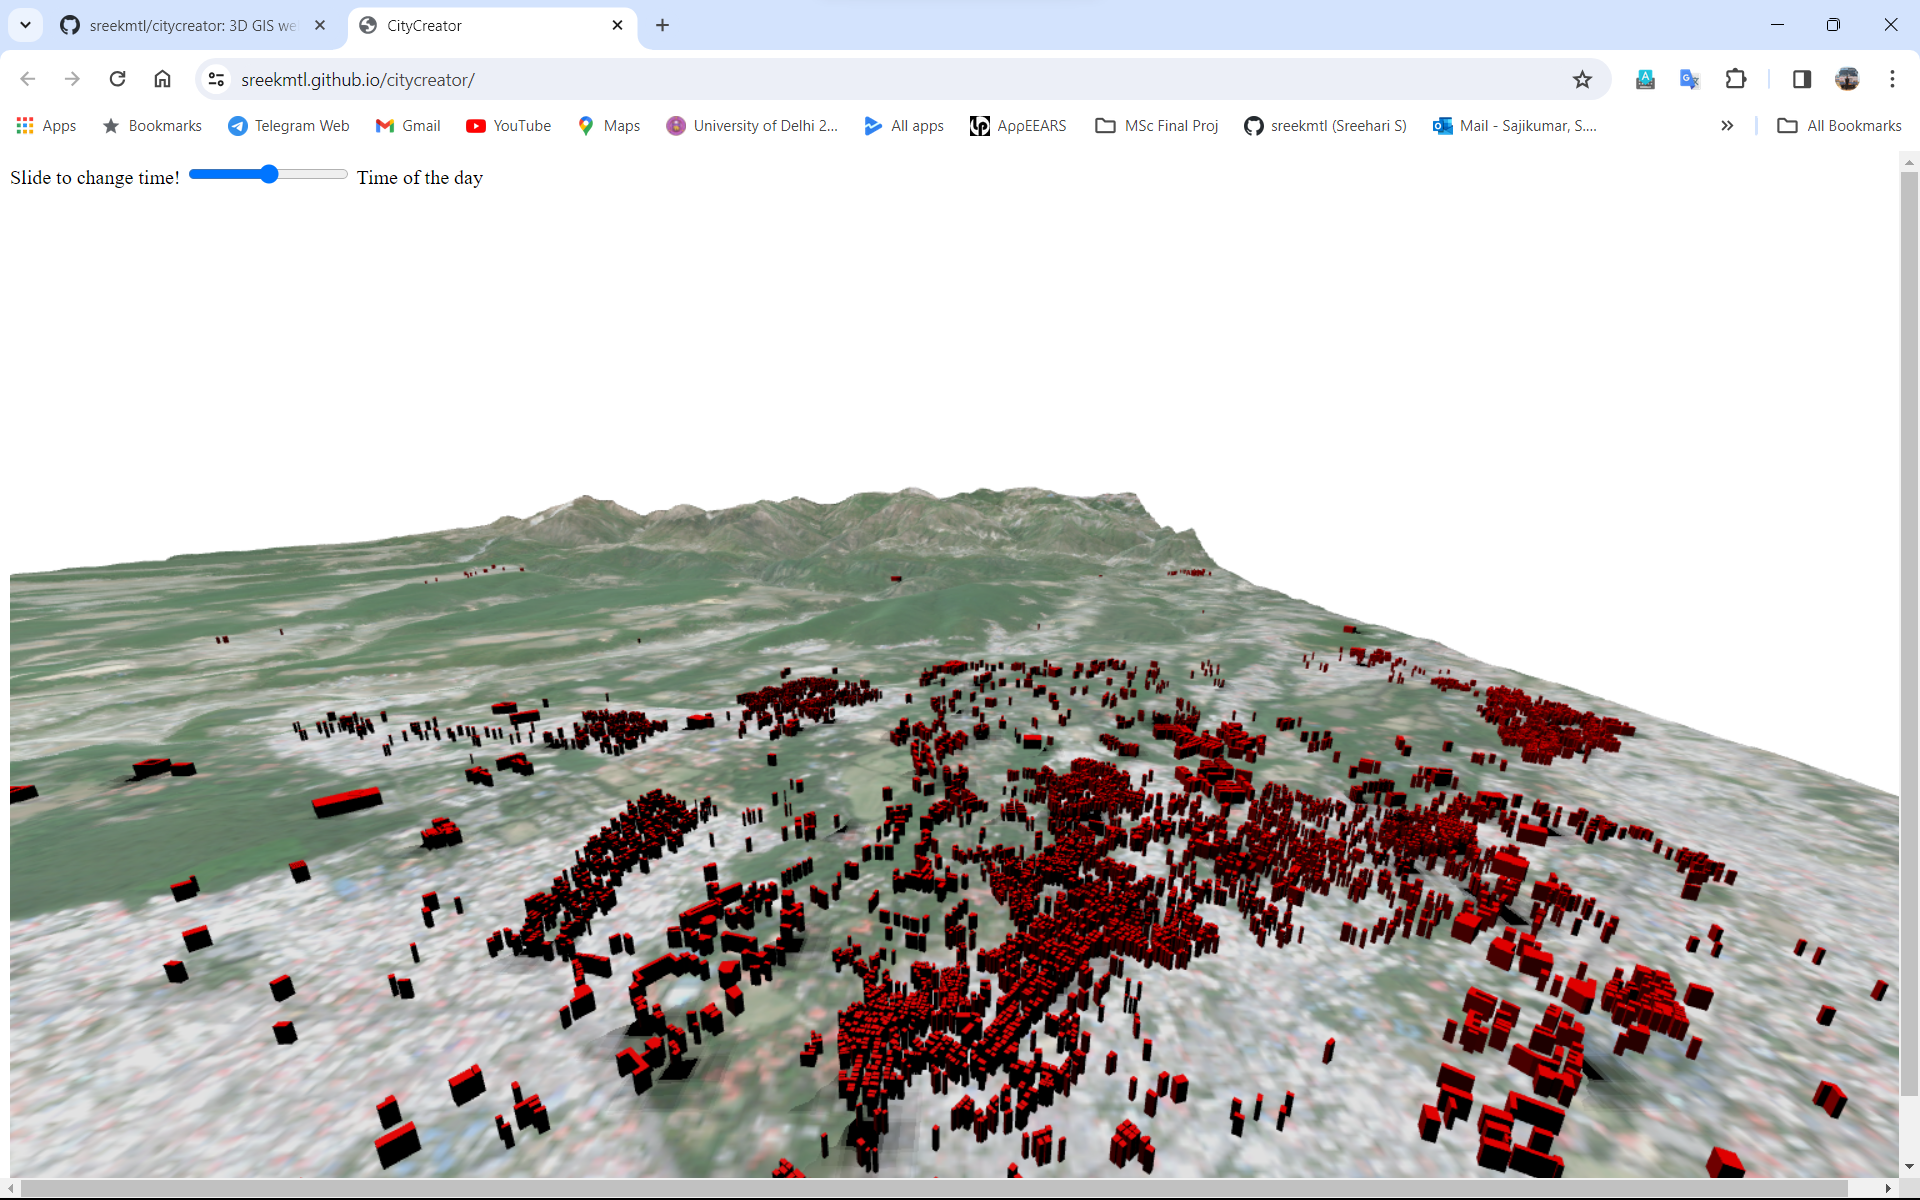 sreekmtl/citycreator: 3D GIS we
CityCreator
sreekmtl.github.io/citycreator/
Apps
Bookmarks
Telegram Web
Gmail
YouTube
Maps
University of Delhi 2...
All apps
AρρEEARS
MSc Final Proj
sreekmtl (Sreehari S)
Mail - Sajikumar, S....
All Bookmarks
Slide to change time! Time of the day